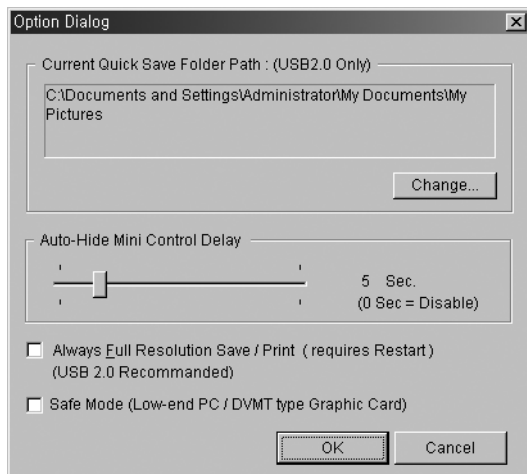 Option Dialog
Current Quick Save Folder Path : (USB2.0 Only)
C:\Documents and Settings\Administrator\My Documents\My
Pictures
Change...
Auto-Hide Mini Control Delay
5 Sec.
(0 Sec = Disable)
Always Full Resolution Save / Print ( requires Restart )
(USB 2.0 Recommanded)
Safe Mode (Low-end PC / DVMT type Graphic Card)
OK Cancel